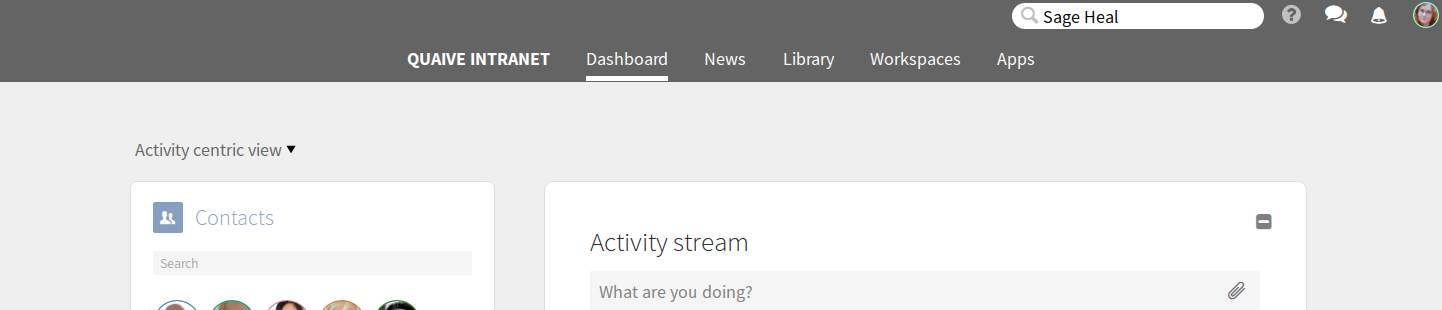 Sage Heal
QUAIVE INTRANET Dashboard News Library Workspaces Apps
Activity centric view
Contacts
Search
Activity stream
What are you doing?